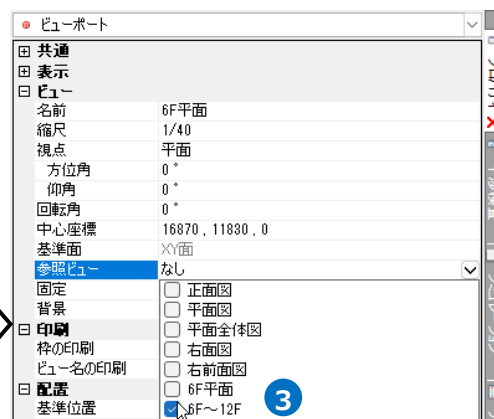 ビューポート
共通
表示
ビュー
名前 6F平面
縮尺 1/40
視点 平面
方位角 0 °
仰角 0 °
回転角 0 °
中心座標 16870 , 11830 , 0
基準面 XY面
参照ビュー なし
固定 正面図
背景 平面図
印刷 平面全体図
枠の印刷 右面図
ビュー名の印刷 右前面図
配置 6F平面
基準位置 6F～12F
3